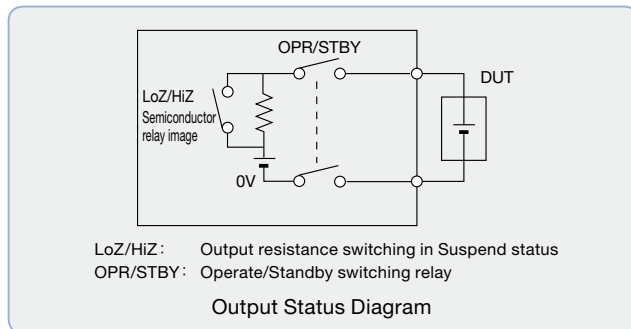 OPR/STBY
DUT
LoZ/HiZ
Semiconductor
relay image
0V
LoZ/HiZ： Output resistance switching in Suspend status
OPR/STBY： Operate/Standby switching relay
Output Status Diagram